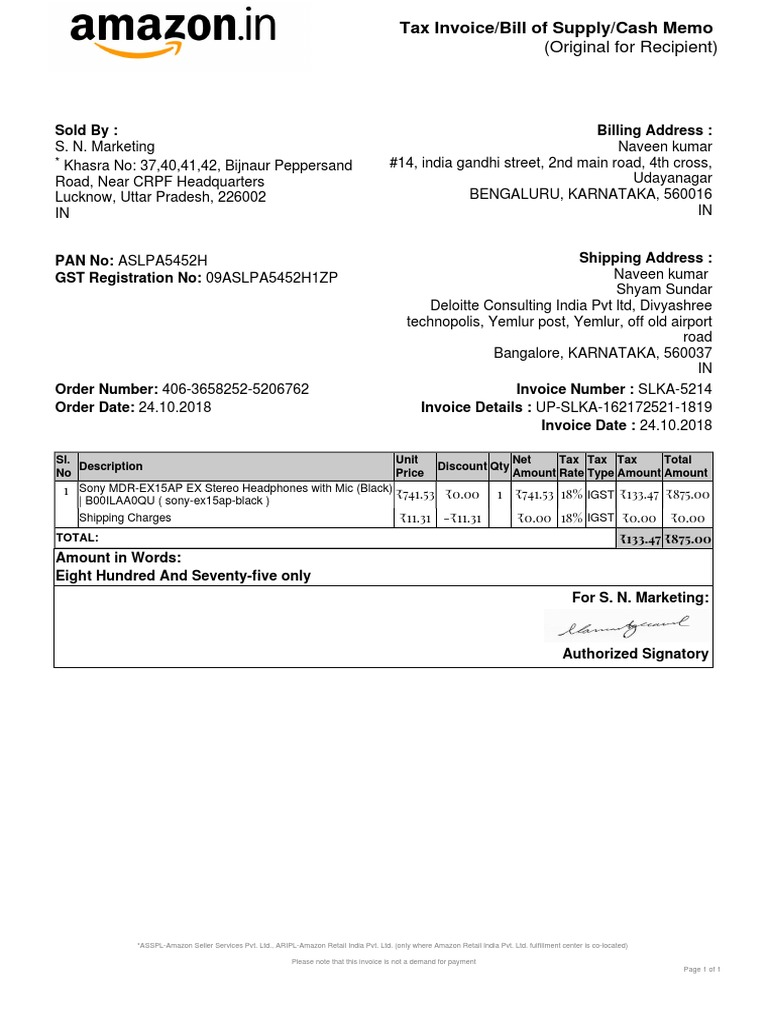 amazon.in
Tax Invoice/Bill of Supply/Cash Memo
(Original for Recipient)
Sold By :
S. N. Marketing
* Khasra No: 37,40,41,42, Bijnaur Peppersand
Road, Near CRPF Headquarters
Lucknow, Uttar Pradesh, 226002
IN
Billing Address :
Naveen kumar
#14, india gandhi street, 2nd main road, 4th cross,
Udayanagar
BENGALURU, KARNATAKA, 560016
IN
PAN No: ASLPA5452H
GST Registration No: 09ASLPA5452H1ZP
Shipping Address :
Naveen kumar
Shyam Sundar
Deloitte Consulting India Pvt ltd, Divyashree
technopolis, Yemlur post, Yemlur, off old airport
road
Bangalore, KARNATAKA, 560037
IN
Order Number: 406-3658252-5206762
Order Date: 24.10.2018
Invoice Number : SLKA-5214
Invoice Details : UP-SLKA-162172521-1819
Invoice Date : 24.10.2018
Sl. No Description Unit Price Discount Qty Net Amount Tax Rate Tax Type Tax Amount Total Amount
1 Sony MDR-EX15AP EX Stereo Headphones with Mic (Black) ₹741.53 ₹0.00 1 ₹741.53 18% IGST ₹133.47 ₹875.00
| B00ILAA0QU ( sony-ex15ap-black )
Shipping Charges ₹11.31 -₹11.31 ₹0.00 18% IGST ₹0.00 ₹0.00
TOTAL: ₹133.47 ₹875.00
Amount in Words:
Eight Hundred And Seventy-five only
For S. N. Marketing:
Authorized Signatory
*ASSPL-Amazon Seller Services Pvt. Ltd., ARIPL-Amazon Retail India Pvt. Ltd. (only where Amazon Retail India Pvt. Ltd. fulfillment center is co-located)
Please note that this invoice is not a demand for payment
Page 1 of 1